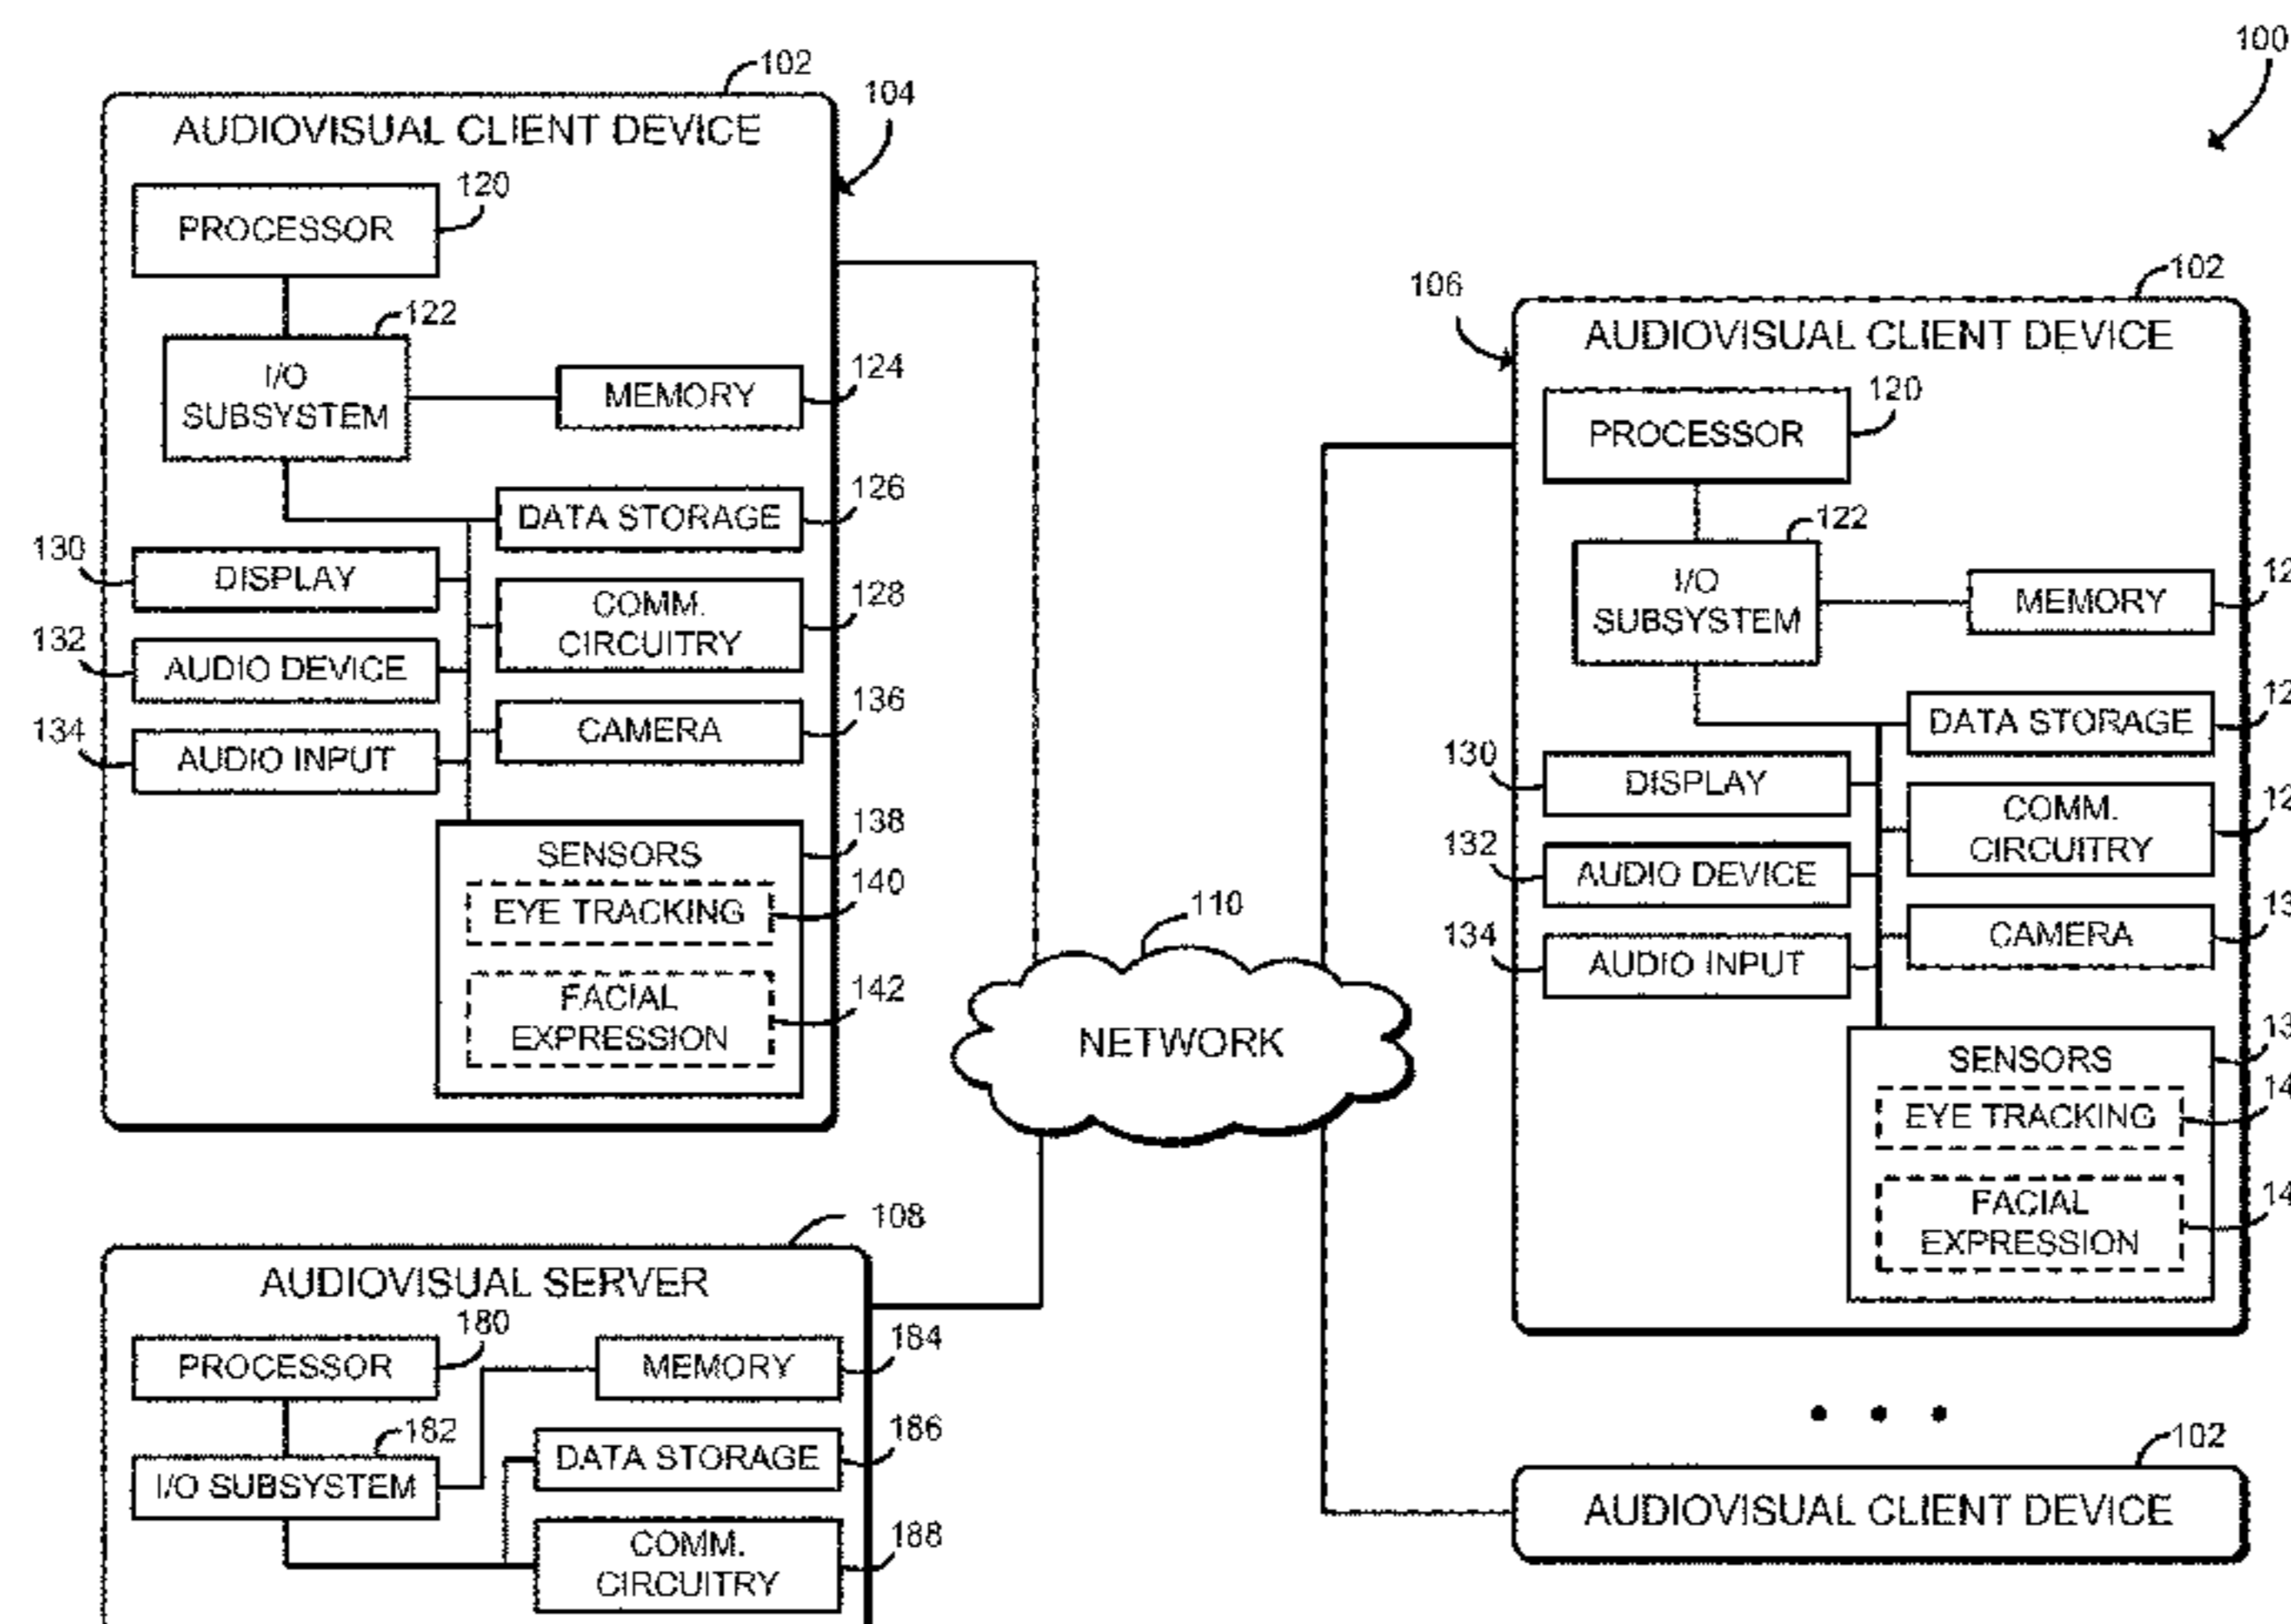 100
102
104
AUDIOVISUAL CLIENT DEVICE
120
PROCESSOR
122
I/O
SUBSYSTEM
124
MEMORY
126
DATA STORAGE
130
DISPLAY
128
COMM.
CIRCUITRY
132
AUDIO DEVICE
136
CAMERA
134
AUDIO INPUT
138
SENSORS
140
EYE TRACKING
142
FACIAL
EXPRESSION
110
NETWORK
106
102
AUDIOVISUAL CLIENT DEVICE
120
PROCESSOR
122
I/O
SUBSYSTEM
MEMORY
DATA STORAGE
130
DISPLAY
COMM.
CIRCUITRY
132
AUDIO DEVICE
CAMERA
134
AUDIO INPUT
SENSORS
EYE TRACKING
FACIAL
EXPRESSION
108
AUDIOVISUAL SERVER
180
PROCESSOR
184
MEMORY
182
I/O SUBSYSTEM
186
DATA STORAGE
188
COMM.
CIRCUITRY
• • •
102
AUDIOVISUAL CLIENT DEVICE